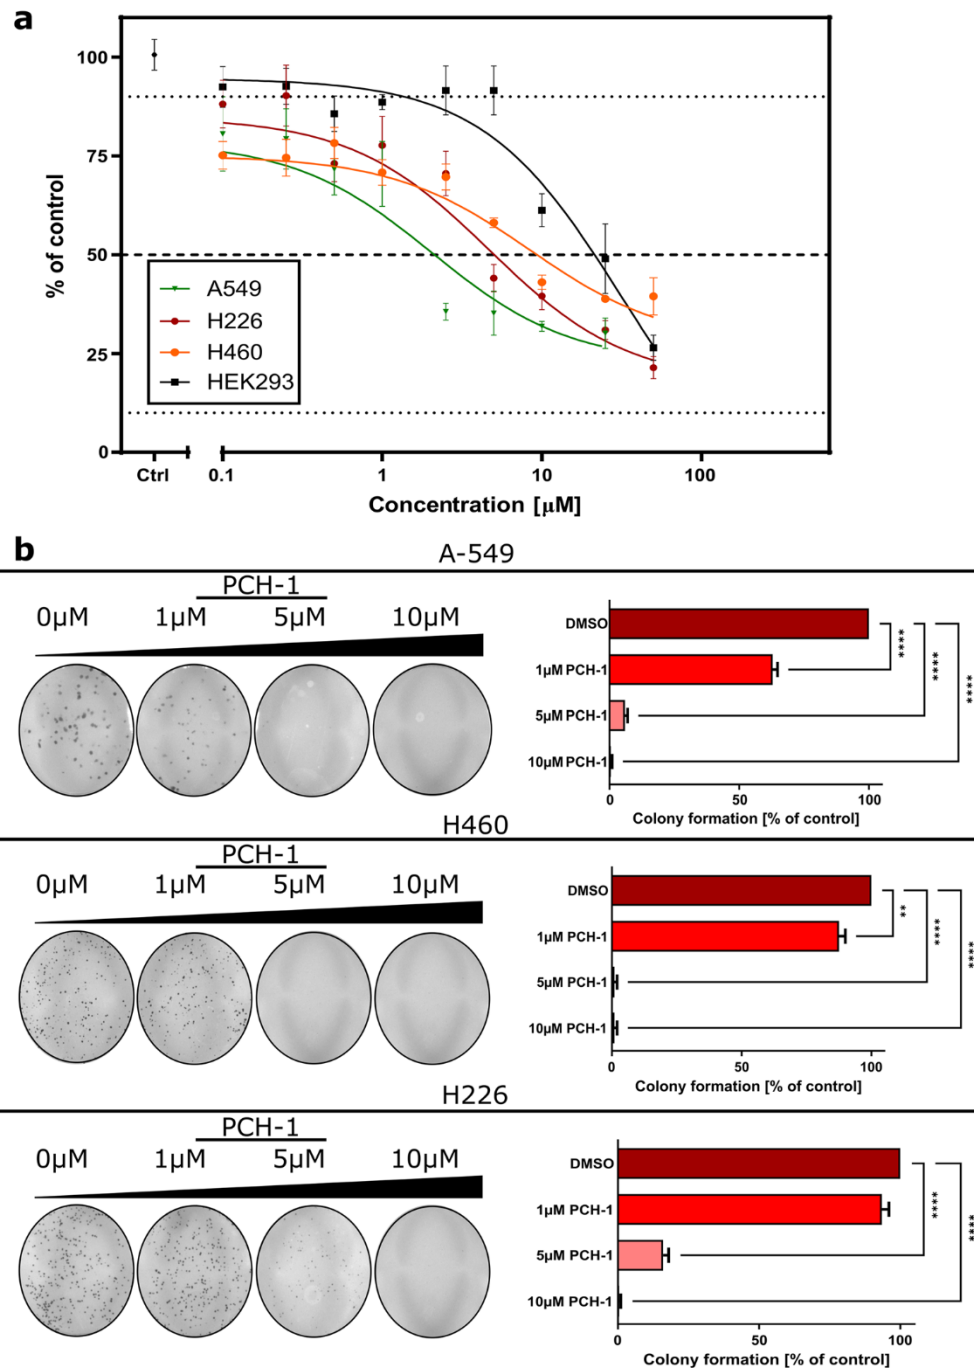 a
100
75
50
25
0
% of control
A549
H226
H460
HEK293
Ctrl 0.1 1 10 100
Concentration [μM]
b
A-549
PCH-1
0μM 1μM 5μM 10μM
DMSO
1μM PCH-1
5μM PCH-1
10μM PCH-1
****
****
****
0 50 100
Colony formation [% of control]
H460
PCH-1
0μM 1μM 5μM 10μM
DMSO
1μM PCH-1
5μM PCH-1
10μM PCH-1
**
****
****
0 50 100
Colony formation [% of control]
H226
PCH-1
0μM 1μM 5μM 10μM
DMSO
1μM PCH-1
5μM PCH-1
10μM PCH-1
****
****
0 50 100
Colony formation [% of control]